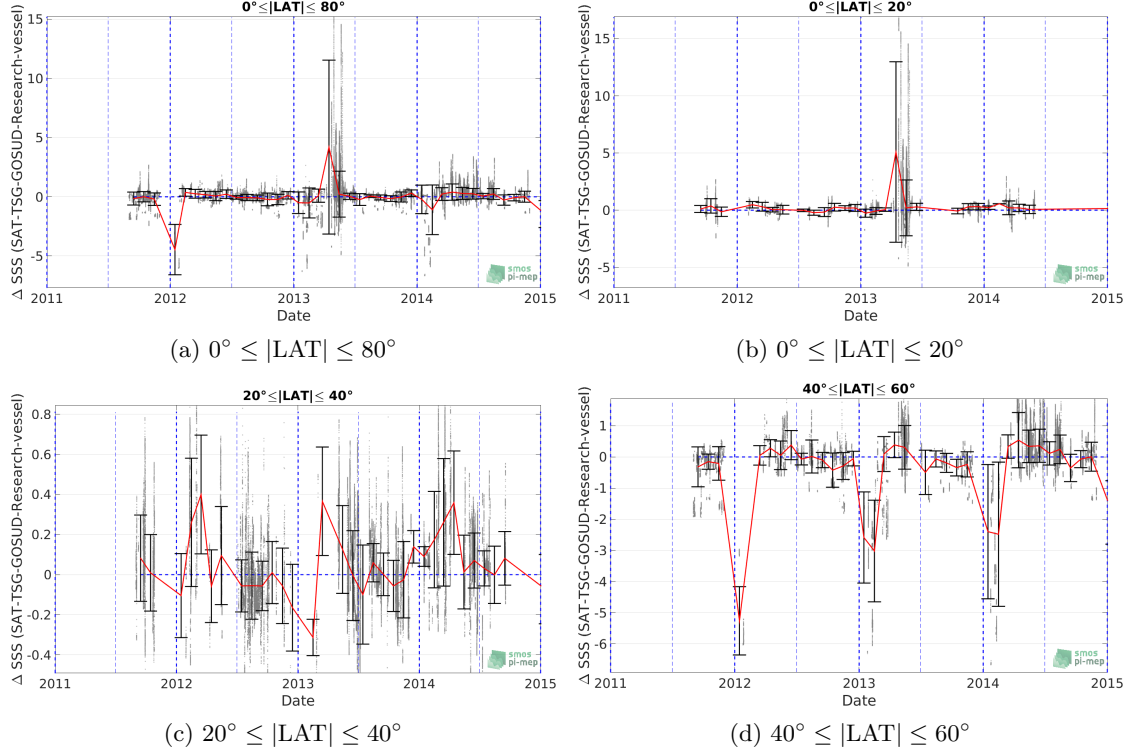 0°≤|LAT|≤ 80°
Δ SSS (SAT-TSG-GOSUD-Research-vessel)
15
10
5
0
-5
2011
2012
2013
2014
2015
Date
smos
pi-mep
(a) 0° ≤ |LAT| ≤ 80°
0°≤|LAT|≤ 20°
Δ SSS (SAT-TSG-GOSUD-Research-vessel)
15
10
5
0
-5
2011
2012
2013
2014
2015
Date
smos
pi-mep
(b) 0° ≤ |LAT| ≤ 20°
20°≤|LAT|≤ 40°
Δ SSS (SAT-TSG-GOSUD-Research-vessel)
0.8
0.6
0.4
0.2
0
-0.2
-0.4
2011
2012
2013
2014
2015
Date
smos
pi-mep
(c) 20° ≤ |LAT| ≤ 40°
40°≤|LAT|≤ 60°
Δ SSS (SAT-TSG-GOSUD-Research-vessel)
1
0
-1
-2
-3
-4
-5
-6
2011
2012
2013
2014
2015
Date
smos
pi-mep
(d) 40° ≤ |LAT| ≤ 60°